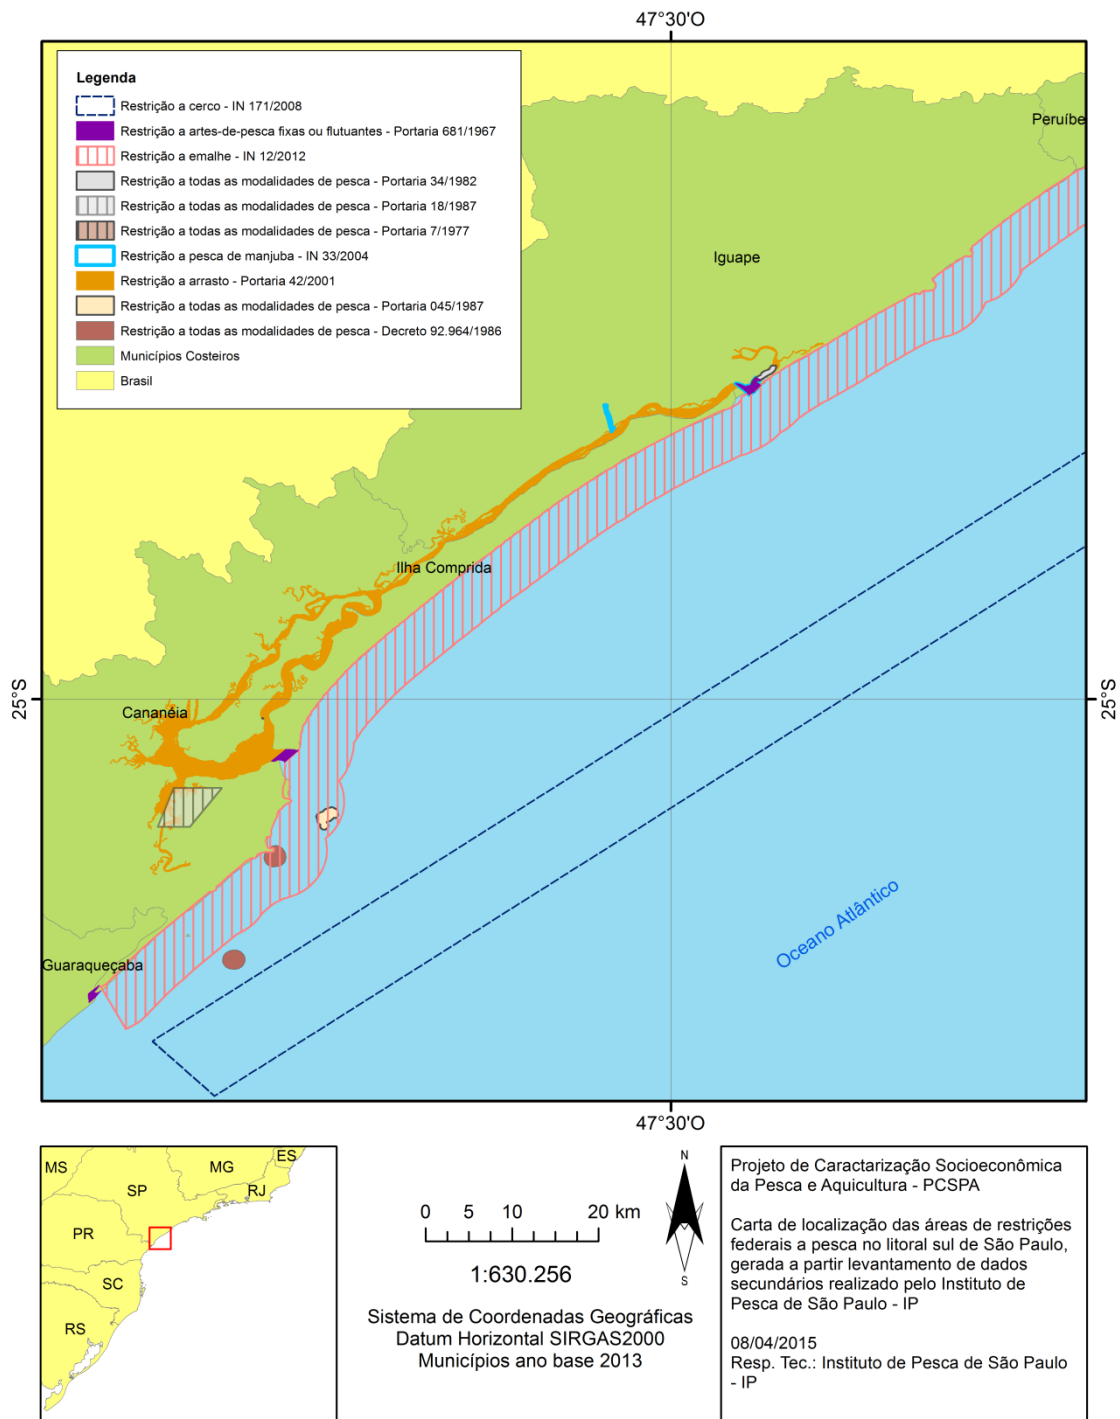 47°30'O
Legenda
Restrição a cerco - IN 171/2008
Restrição a artes-de-pesca fixas ou flutuantes - Portaria 681/1967
Restrição a emalhe - IN 12/2012
Restrição a todas as modalidades de pesca - Portaria 34/1982
Restrição a todas as modalidades de pesca - Portaria 18/1987
Restrição a todas as modalidades de pesca - Portaria 7/1977
Restrição a pesca de manjuba - IN 33/2004
Restrição a arrasto - Portaria 42/2001
Restrição a todas as modalidades de pesca - Portaria 045/1987
Restrição a todas as modalidades de pesca - Decreto 92.964/1986
Municípios Costeiros
Brasil
Peruíbe
Iguape
Ilha Comprida
25°S
25°S
Cananéia
Oceano Atlântico
Guaraqueçaba
47°30'O
MS
MG
ES
SP
RJ
PR
SC
RS
0 5 10 20 km
1:630.256
N
S
Sistema de Coordenadas Geográficas
Datum Horizontal SIRGAS2000
Municípios ano base 2013
Projeto de Caractarização Socioeconômica
da Pesca e Aquicultura - PCSPA
Carta de localização das áreas de restrições
federais a pesca no litoral sul de São Paulo,
gerada a partir levantamento de dados
secundários realizado pelo Instituto de
Pesca de São Paulo - IP
08/04/2015
Resp. Tec.: Instituto de Pesca de São Paulo
- IP